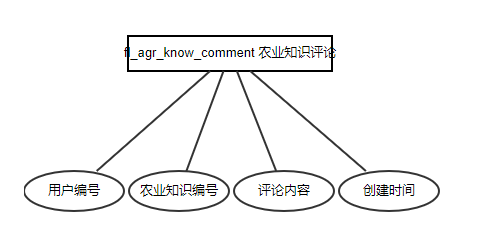 fl_agr_know_comment 农业知识评论
用户编号
农业知识编号
评论内容
创建时间